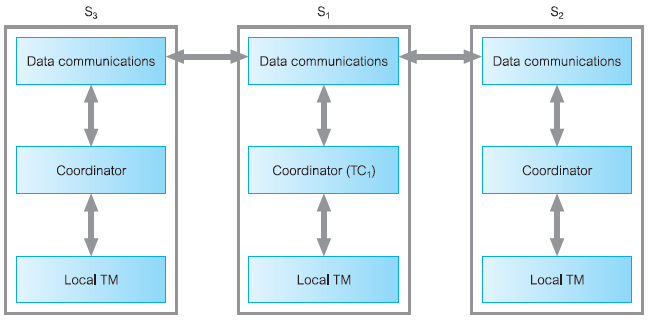 S₃ S₁ S₂
Data communications Data communications Data communications
Coordinator Coordinator (TC₁) Coordinator
Local TM Local TM Local TM